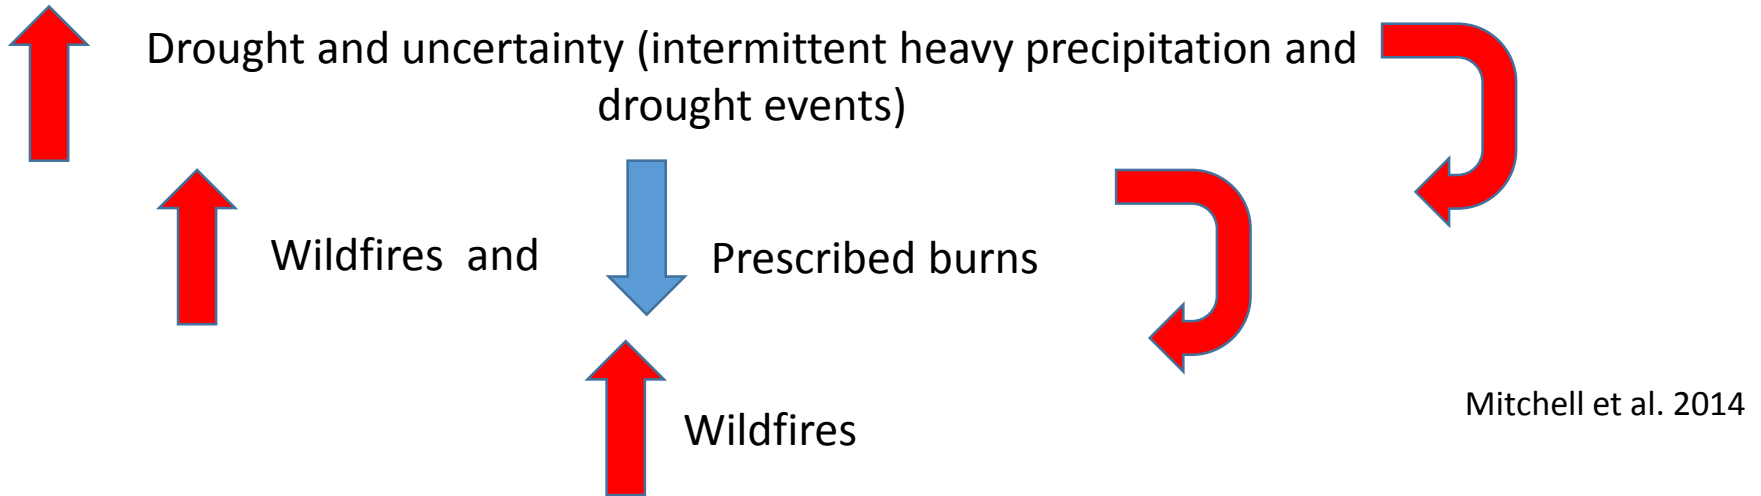 Drought and uncertainty (intermittent heavy precipitation and
drought events)
Wildfires and
Prescribed burns
Wildfires
Mitchell et al. 2014